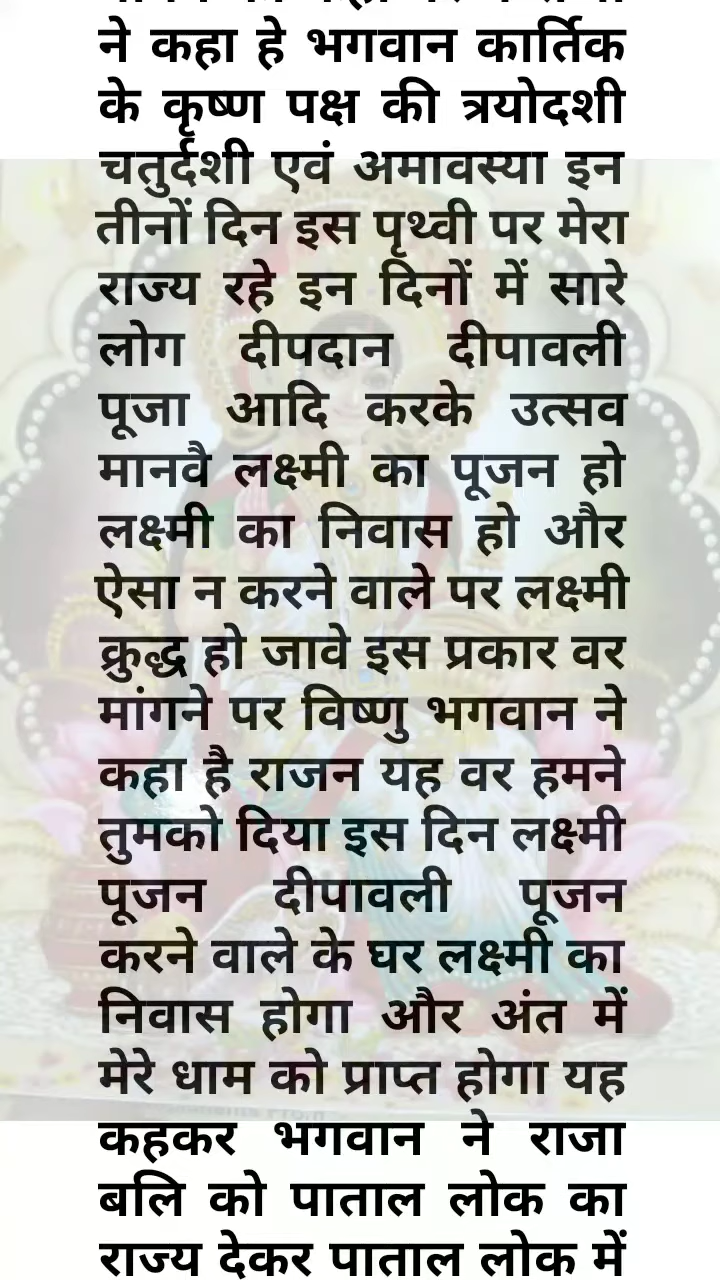 ने कहा हे भगवान कार्तिक
के कृष्ण पक्ष की त्रयोदशी
चतुर्दशी एवं अमावस्या इन
तीनों दिन इस पृथ्वी पर मेरा
राज्य रहे इन दिनों में सारे
लोग दीपदान दीपावली
पूजा आदि करके उत्सव
मानवै लक्ष्मी का पूजन हो
लक्ष्मी का निवास हो और
ऐसा न करने वाले पर लक्ष्मी
क्रुद्ध हो जावे इस प्रकार वर
मांगने पर विष्णु भगवान ने
कहा है राजन यह वर हमने
तुमको दिया इस दिन लक्ष्मी
पूजन दीपावली पूजन
करने वाले के घर लक्ष्मी का
निवास होगा और अंत में
मेरे धाम को प्राप्त होगा यह
कहकर भगवान ने राजा
बलि को पाताल लोक का
राज्य देकर पाताल लोक में